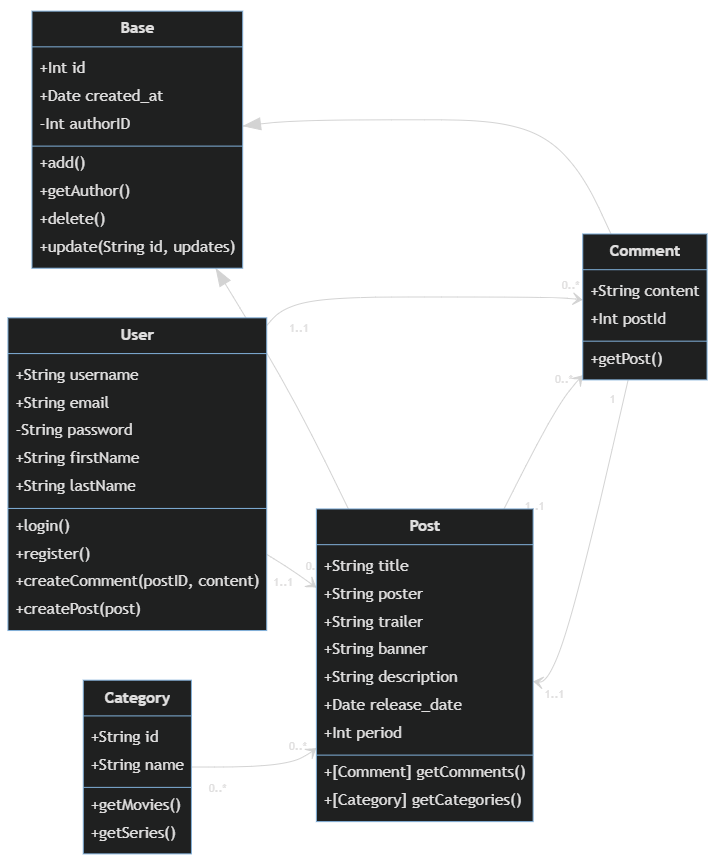 Base
+Int id
+Date created_at
-Int authorID
+add()
+getAuthor()
+delete()
+update(String id, updates)
Comment
+String content
+Int postId
+getPost()
0..*
1..1
User
+String username
+String email
-String password
+String firstName
+String lastName
+login()
+register()
+createComment(postID, content)
+createPost(post)
0..*
1
1..1
0..
1..1
Post
+String title
+String poster
+String trailer
+String banner
+String description
+Date release_date
+Int period
+[Comment] getComments()
+[Category] getCategories()
1..1
Category
+String id
+String name
+getMovies()
+getSeries()
0..*
0..*